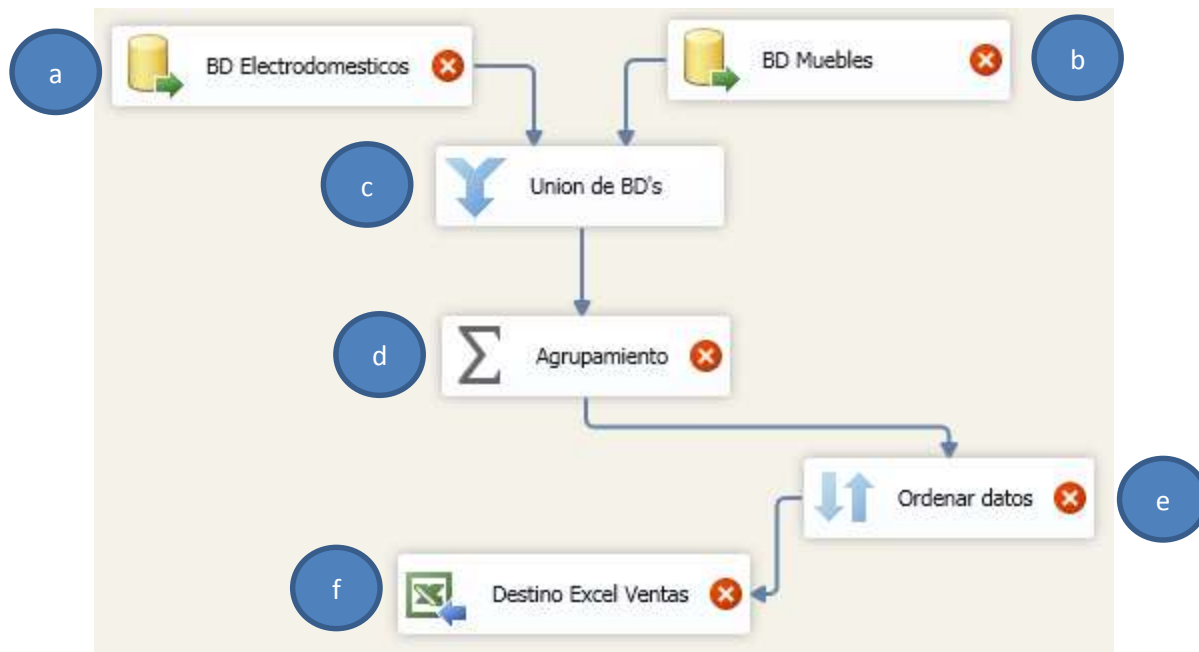 a
BD Electrodomesticos
BD Muebles
b
c
Union de BD's
d
Agrupamiento
Ordenar datos
e
f
Destino Excel Ventas